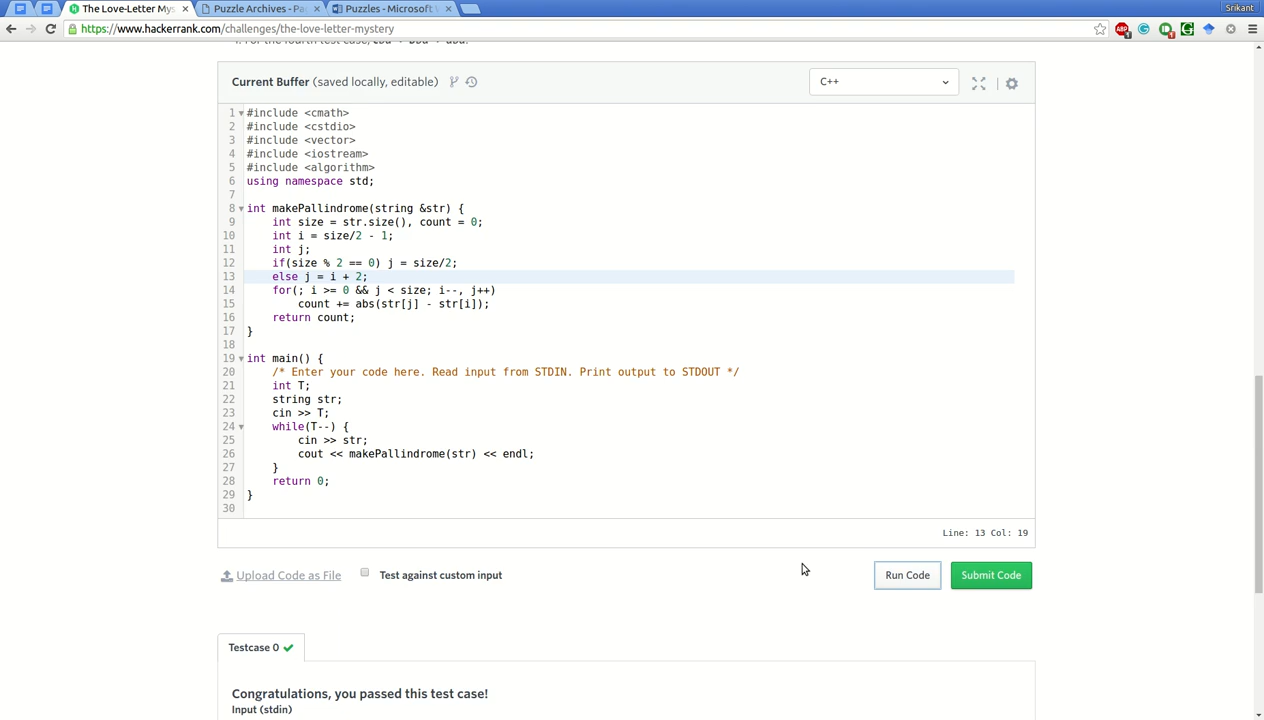 The Love-Letter Mys
Puzzle Archives - Pa
Puzzles - Microsoft
Srikant
https://www.hackerrank.com/challenges/the-love-letter-mystery
Current Buffer (saved locally, editable)
C++
1 #include <cmath>
2 #include <cstdio>
3 #include <vector>
4 #include <iostream>
5 #include <algorithm>
6 using namespace std;
7
8 int makePallindrome(string &str) {
9 int size = str.size(), count = 0;
10 int i = size/2 - 1;
11 int j;
12 if(size % 2 == 0) j = size/2;
13 else j = i + 2;
14 for(; i >= 0 && j < size; i--, j++)
15 count += abs(str[j] - str[i]);
16 return count;
17 }
18
19 int main() {
20 /* Enter your code here. Read input from STDIN. Print output to STDOUT */
21 int T;
22 string str;
23 cin >> T;
24 while(T--) {
25 cin >> str;
26 cout << makePallindrome(str) << endl;
27 }
28 return 0;
29 }
30
Line: 13 Col: 19
Upload Code as File
Test against custom input
Run Code
Submit Code
Testcase 0
Congratulations, you passed this test case!
Input (stdin)